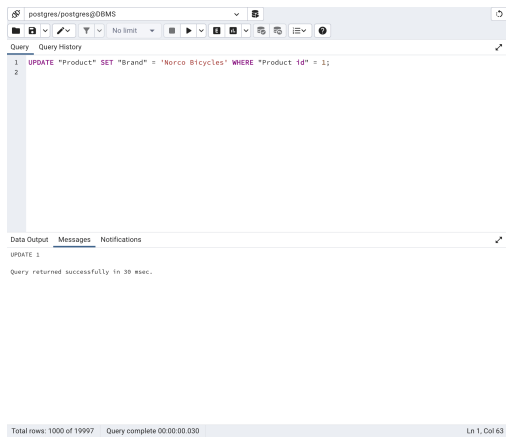 postgres/postgres@DBMS
No limit
Query Query History
1 UPDATE "Product" SET "Brand" = 'Norco Bicycles' WHERE "Product id" = 1;
2
Data Output Messages Notifications
UPDATE 1
Query returned successfully in 30 msec.
Total rows: 1000 of 19997 Query complete 00:00:00.030 Ln 1, Col 63